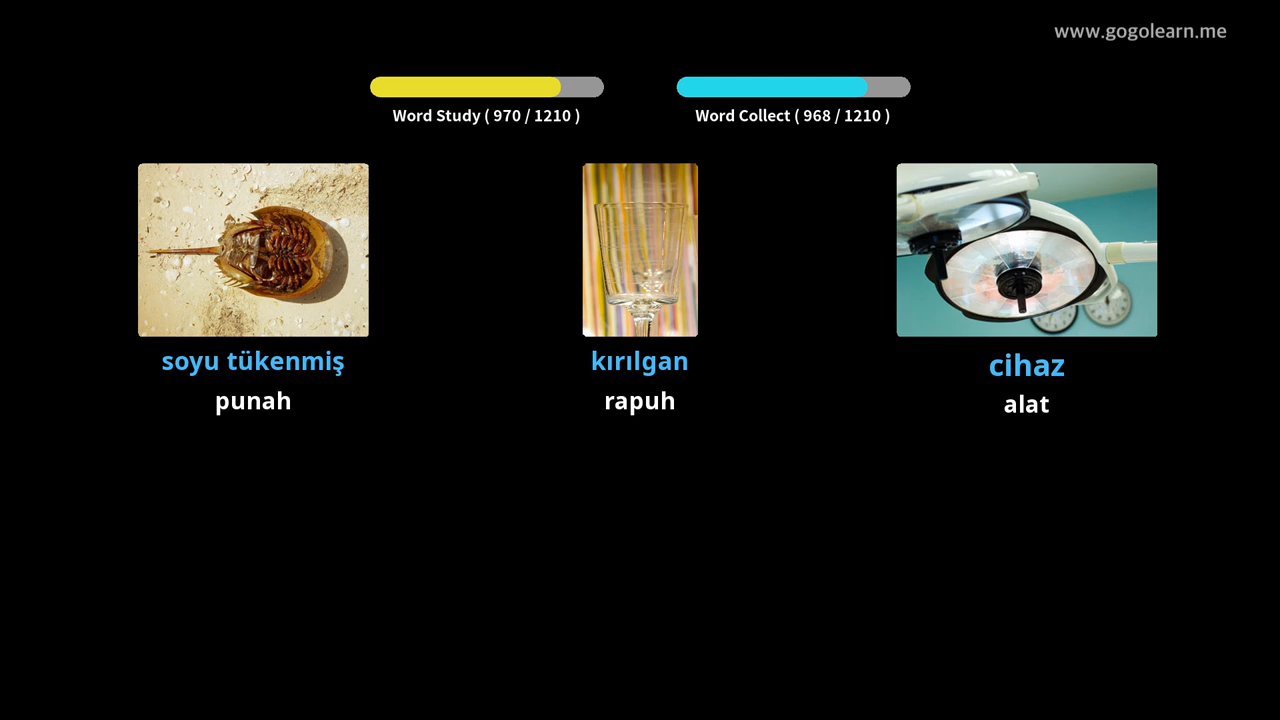 www.gogolearn.me
Word Study ( 970 / 1210 )
Word Collect ( 968 / 1210 )
soyu tükenmiş
kırılgan
cihaz
punah
rapuh
alat